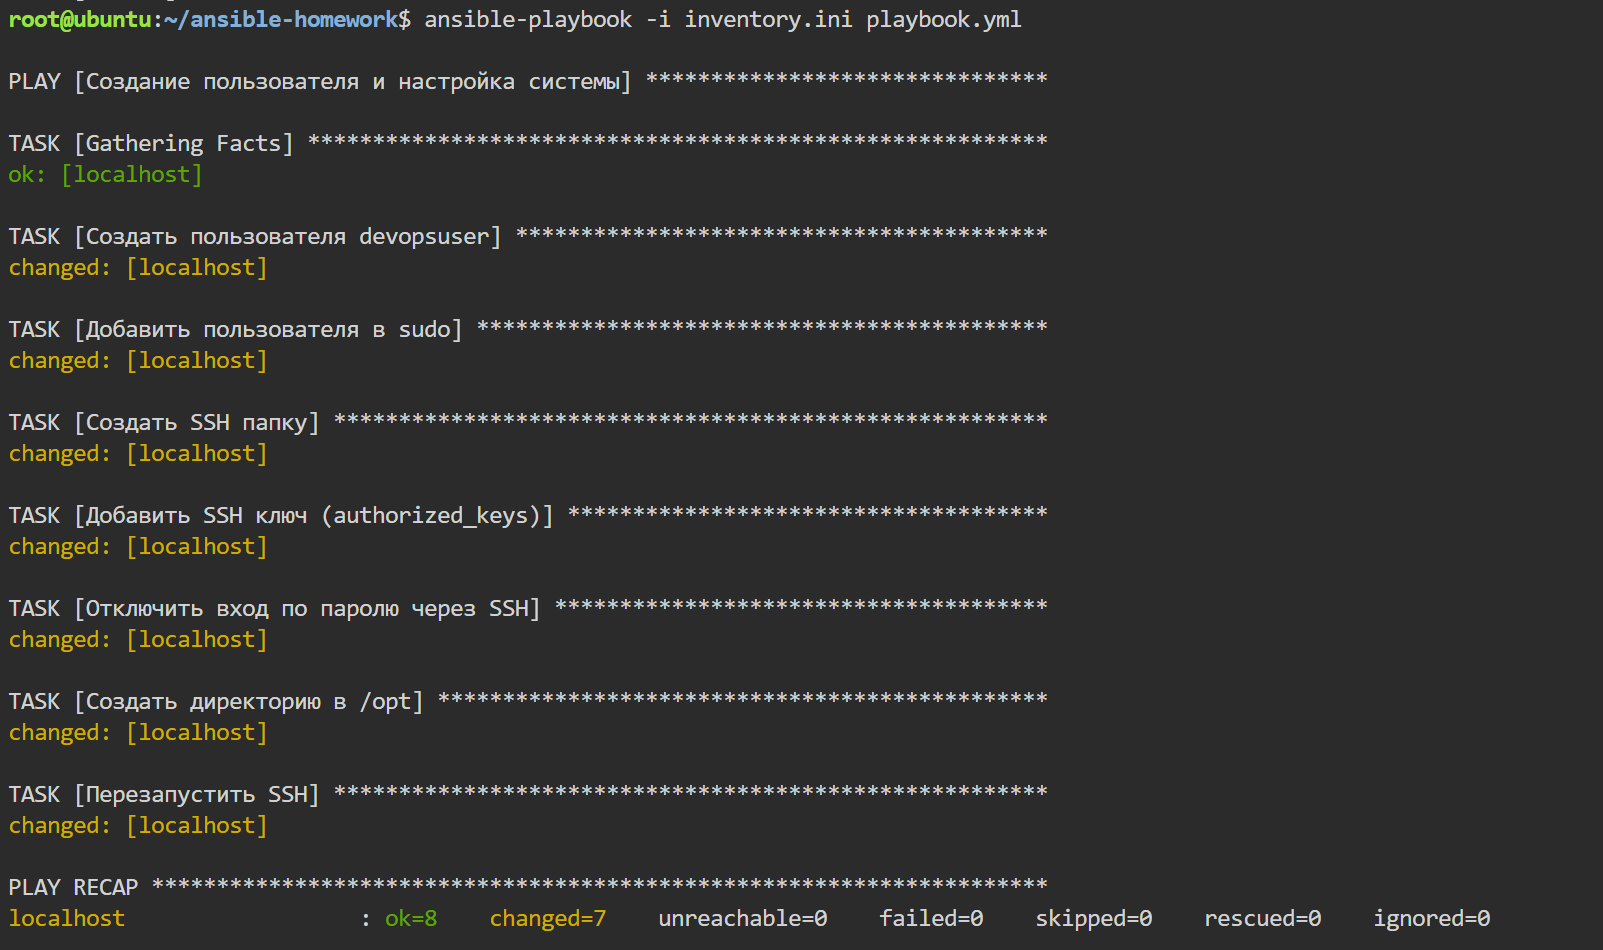 root@ubuntu:~/ansible-homework$ ansible-playbook -i inventory.ini playbook.yml
PLAY [Создание пользователя и настройка системы] *******************************
TASK [Gathering Facts] *********************************************************
ok: [localhost]
TASK [Создать пользователя devopsuser] *****************************************
changed: [localhost]
TASK [Добавить пользователя в sudo] ********************************************
changed: [localhost]
TASK [Создать SSH папку] *******************************************************
changed: [localhost]
TASK [Добавить SSH ключ (authorized_keys)] *************************************
changed: [localhost]
TASK [Отключить вход по паролю через SSH] **************************************
changed: [localhost]
TASK [Создать директорию в /opt] ***********************************************
changed: [localhost]
TASK [Перезапустить SSH] *******************************************************
changed: [localhost]
PLAY RECAP *********************************************************************
localhost                  : ok=8    changed=7    unreachable=0    failed=0    skipped=0    rescued=0    ignored=0